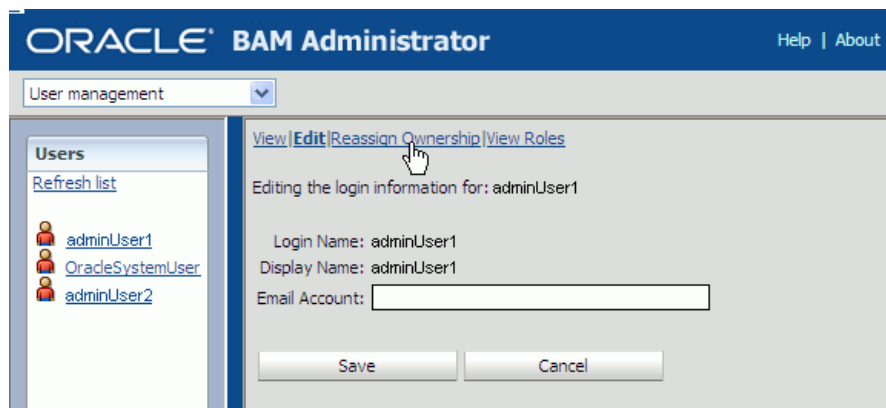 ORACLE BAM Administrator
Help | About
User management
Users
Refresh list
adminUser1
OracleSystemUser
adminUser2
View|Edit|Reassign Ownership|View Roles
Editing the login information for: adminUser1
Login Name: adminUser1
Display Name: adminUser1
Email Account:
Save Cancel